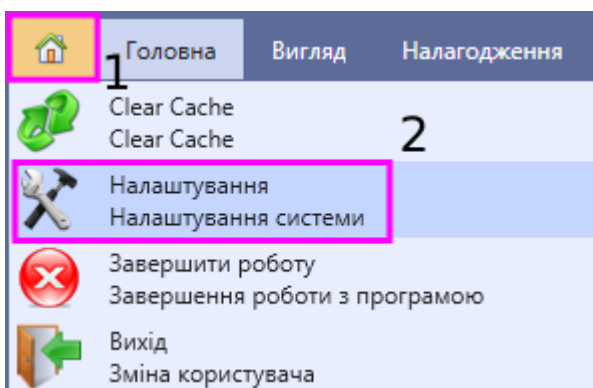 1 Головна Вигляд Налагодження
Clear Cache
Clear Cache
2
Налаштування
Налаштування системи
Завершити роботу
Завершення роботи з програмою
Вихід
Зміна користувача